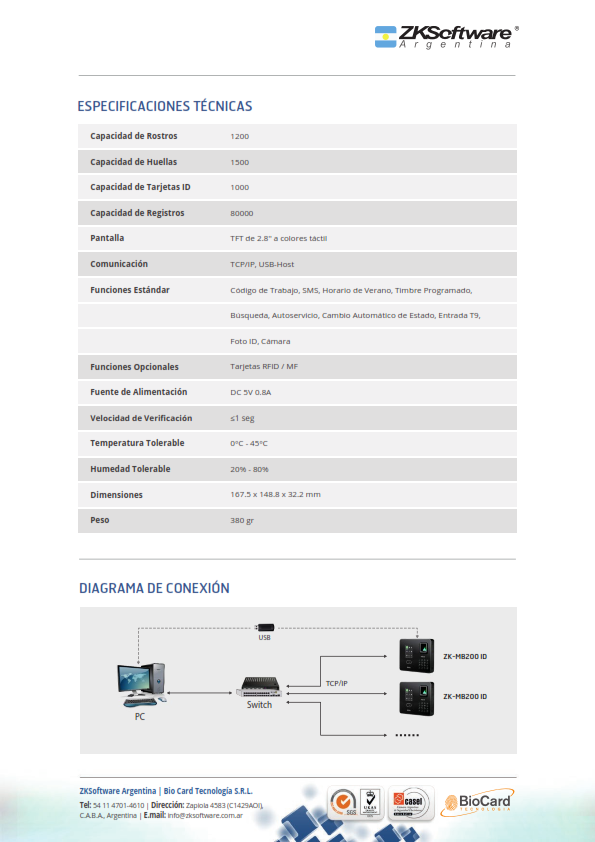 ZKSoftware®
Argentina
ESPECIFICACIONES TÉCNICAS
Capacidad de Rostros 1200
Capacidad de Huellas 1500
Capacidad de Tarjetas ID 1000
Capacidad de Registros 80000
Pantalla TFT de 2.8" a colores táctil
Comunicación TCP/IP, USB-Host
Funciones Estándar Código de Trabajo, SMS, Horario de Verano, Timbre Programado,
Búsqueda, Autoservicio, Cambio Automático de Estado, Entrada T9,
Foto ID, Cámara
Funciones Opcionales Tarjetas RFID / MF
Fuente de Alimentación DC 5V 0.8A
Velocidad de Verificación ≤1 seg
Temperatura Tolerable 0°C - 45°C
Humedad Tolerable 20% - 80%
Dimensiones 167.5 x 148.8 x 32.2 mm
Peso 380 gr
DIAGRAMA DE CONEXIÓN
USB
ZK-MB200 ID
TCP/IP
ZK-MB200 ID
Switch
PC
ZKSoftware Argentina | Bio Card Tecnología S.R.L.
Tel: 54 11 4701-4610 | Dirección: Zapiola 4583 (C1429AOI),
C.A.B.A., Argentina | E.mail: info@zksoftware.com.ar
SGS
UKAS
casel
BioCard
TECNOLOGIA